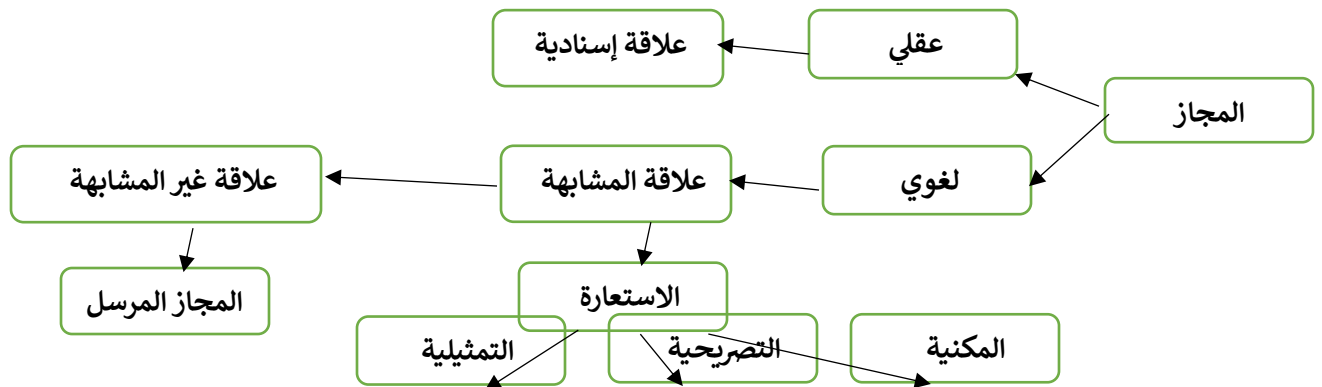 المجاز
عقلي
علاقة إسنادية
لغوي
علاقة المشابهة
علاقة غير المشابهة
الاستعارة
المجاز المرسل
المكنية
التصريحية
التمثيلية